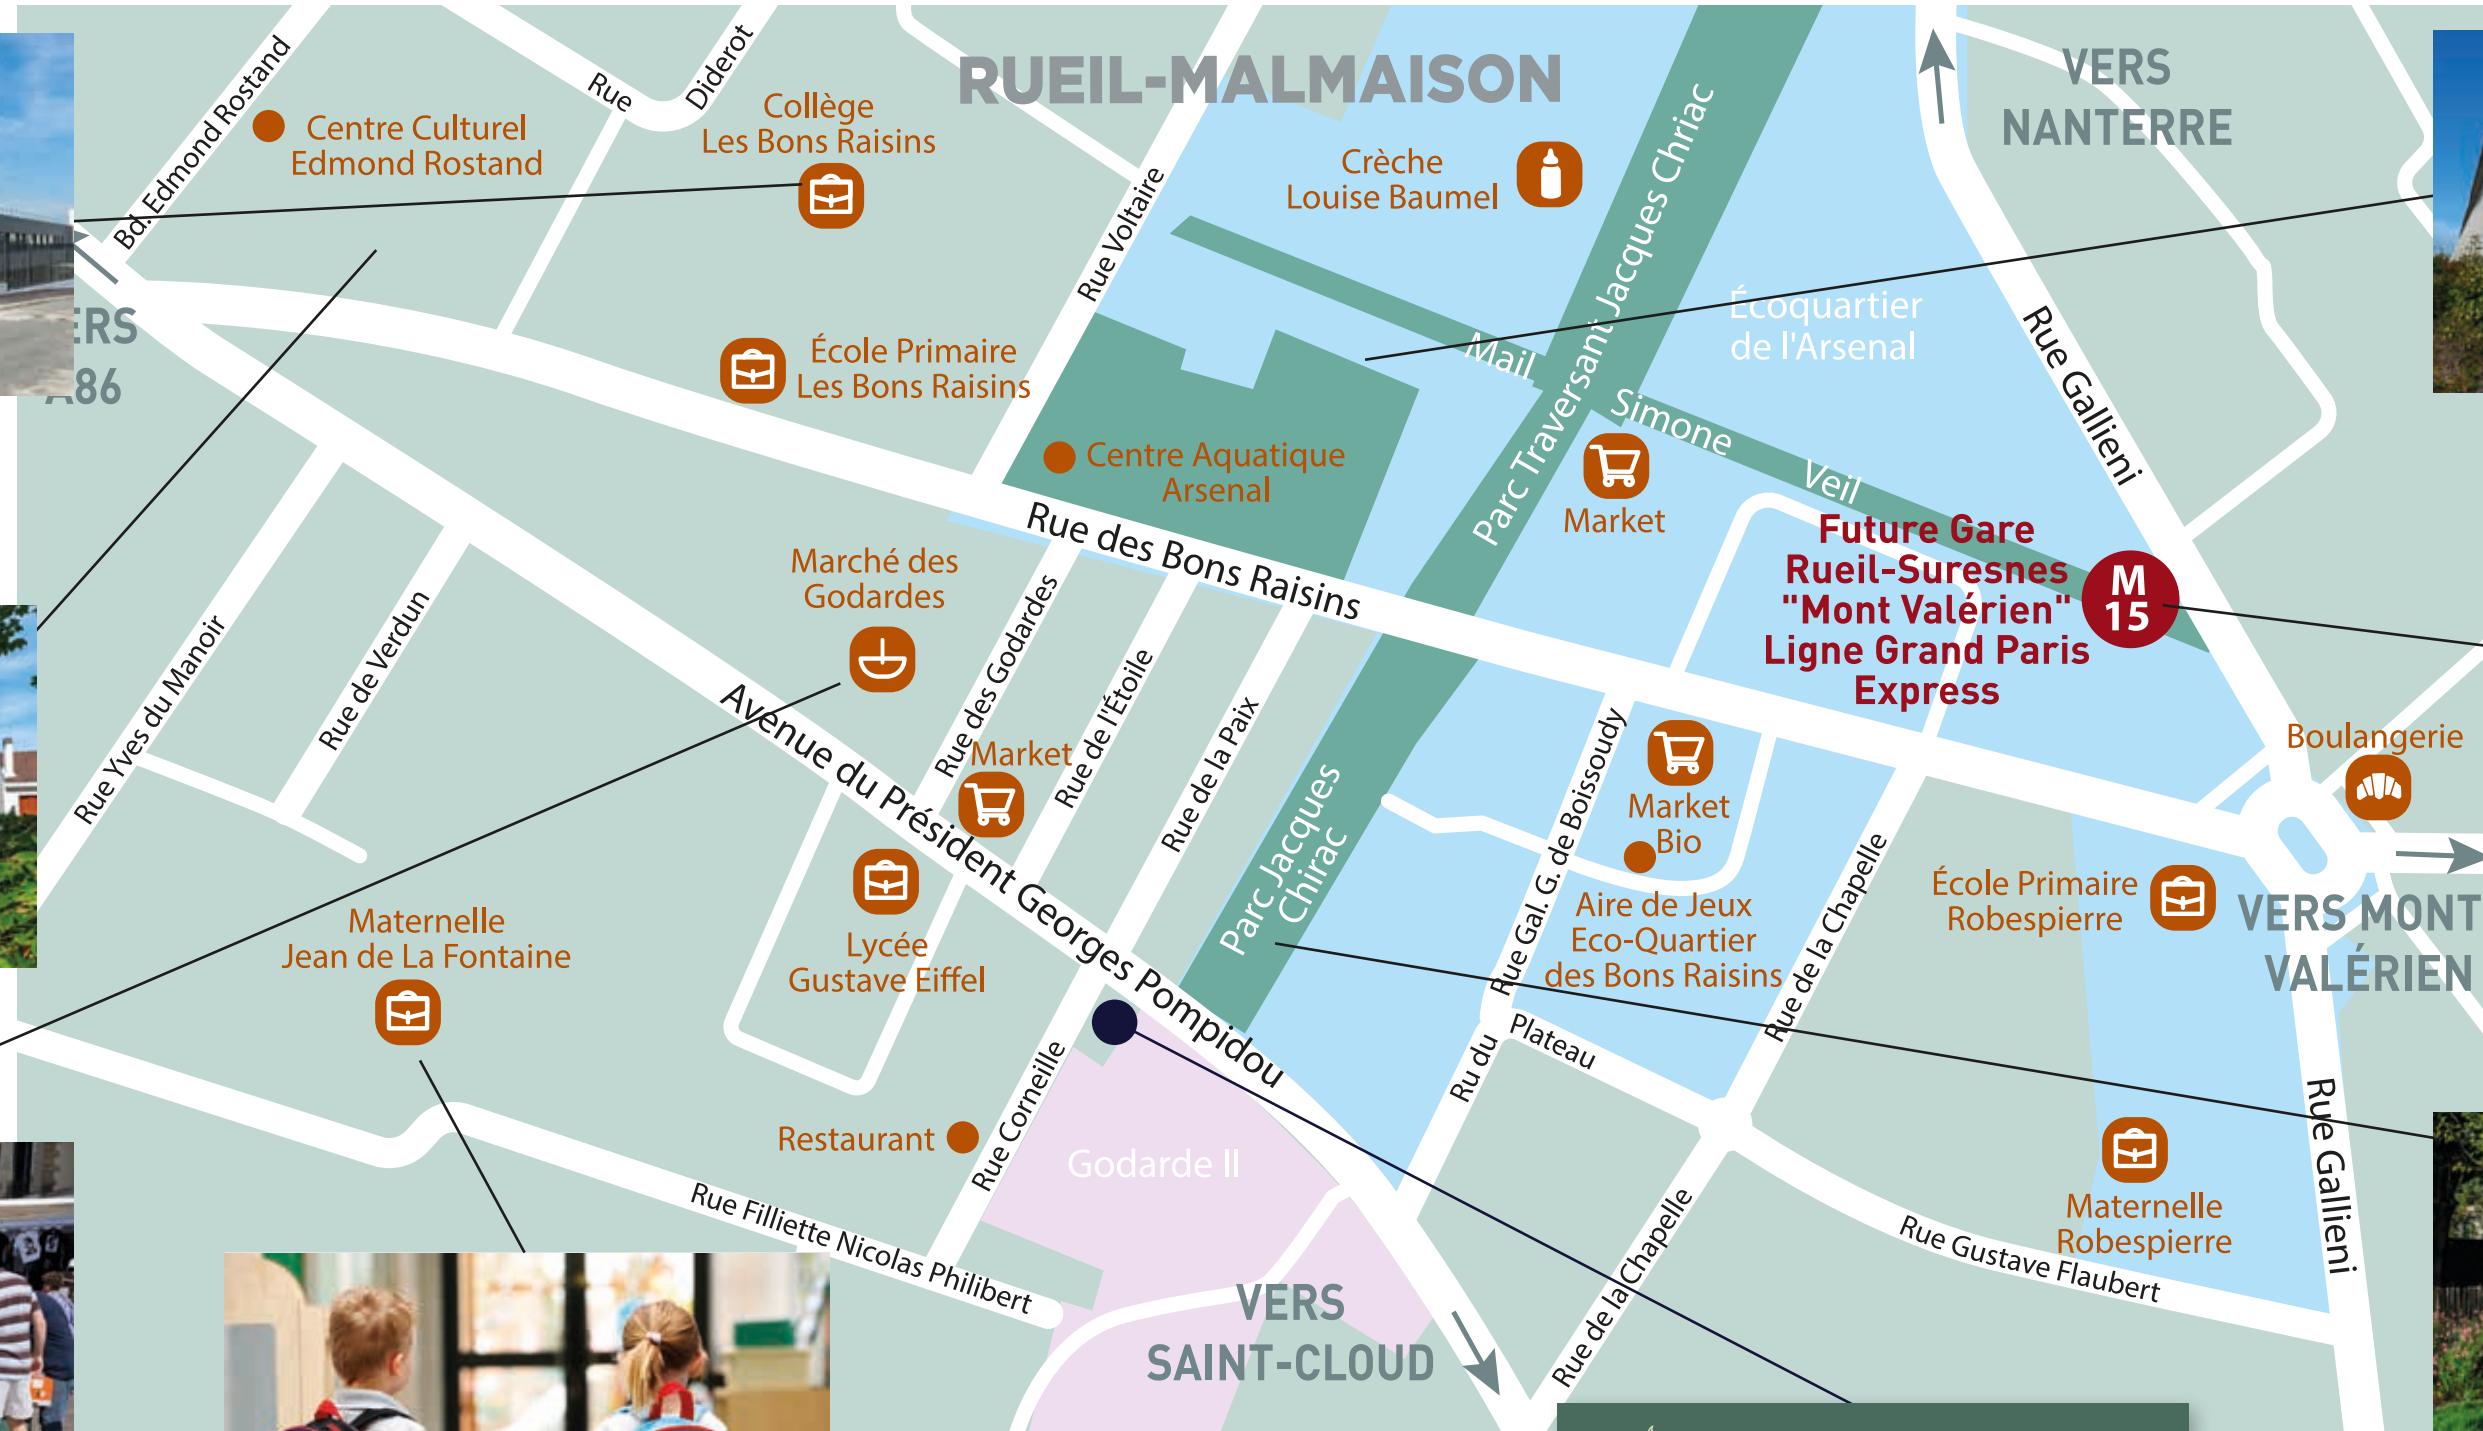 RUEIL-MALMAISON
VERS
NANTERRE
Bd. Edmond Rostand
Rue
Diderot
Centre Culturel
Edmond Rostand
Collège
Les Bons Raisins
Crèche
Louise Baumel
Rue Voltaire
Parc Traversant Jacques Chriac
Écoquartier
de l'Arsenal
Rue Gallieni
86
École Primaire
Les Bons Raisins
Mail
Simone
Veil
Centre Aquatique
Arsenal
Market
Rue des Bons Raisins
Future Gare
Rueil-Suresnes
"Mont Valérien"
Ligne Grand Paris
Express
M
15
Marché des
Godardes
Rue Yves du Manoir
Rue de Verdun
Avenue du Président Georges Pompidou
Rue des Godardes
Rue de l'Étoile
Rue de la Paix
Market
Parc Jacques
Chirac
Rue Gal. G. de Boissoudy
Market
Bio
Boulangerie
Aire de Jeux
Eco-Quartier
des Bons Raisins
Rue de la Chapelle
École Primaire
Robespierre
VERS MONT
VALÉRIEN
Maternelle
Jean de La Fontaine
Lycée
Gustave Eiffel
Ru du
Plateau
Restaurant
Rue Corneille
Godarde II
Rue Filliette Nicolas Philibert
VERS
SAINT-CLOUD
Rue de la Chapelle
Rue Gustave Flaubert
Maternelle
Robespierre
Rue Gallieni